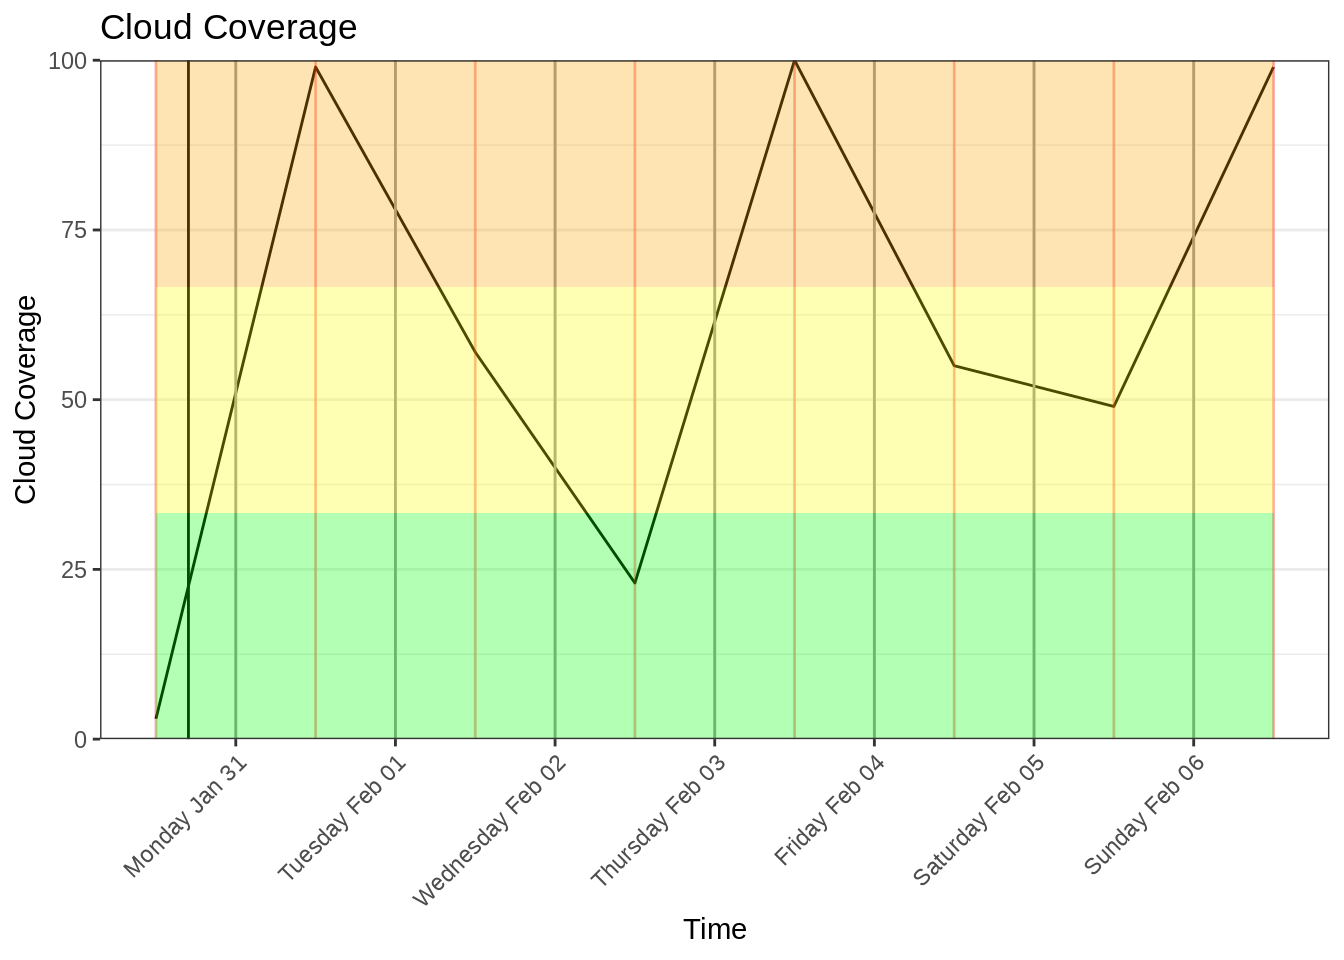 Cloud Coverage
100
75
50
25
0
Cloud Coverage
Monday Jan 31
Tuesday Feb 01
Wednesday Feb 02
Thursday Feb 03
Friday Feb 04
Saturday Feb 05
Sunday Feb 06
Time